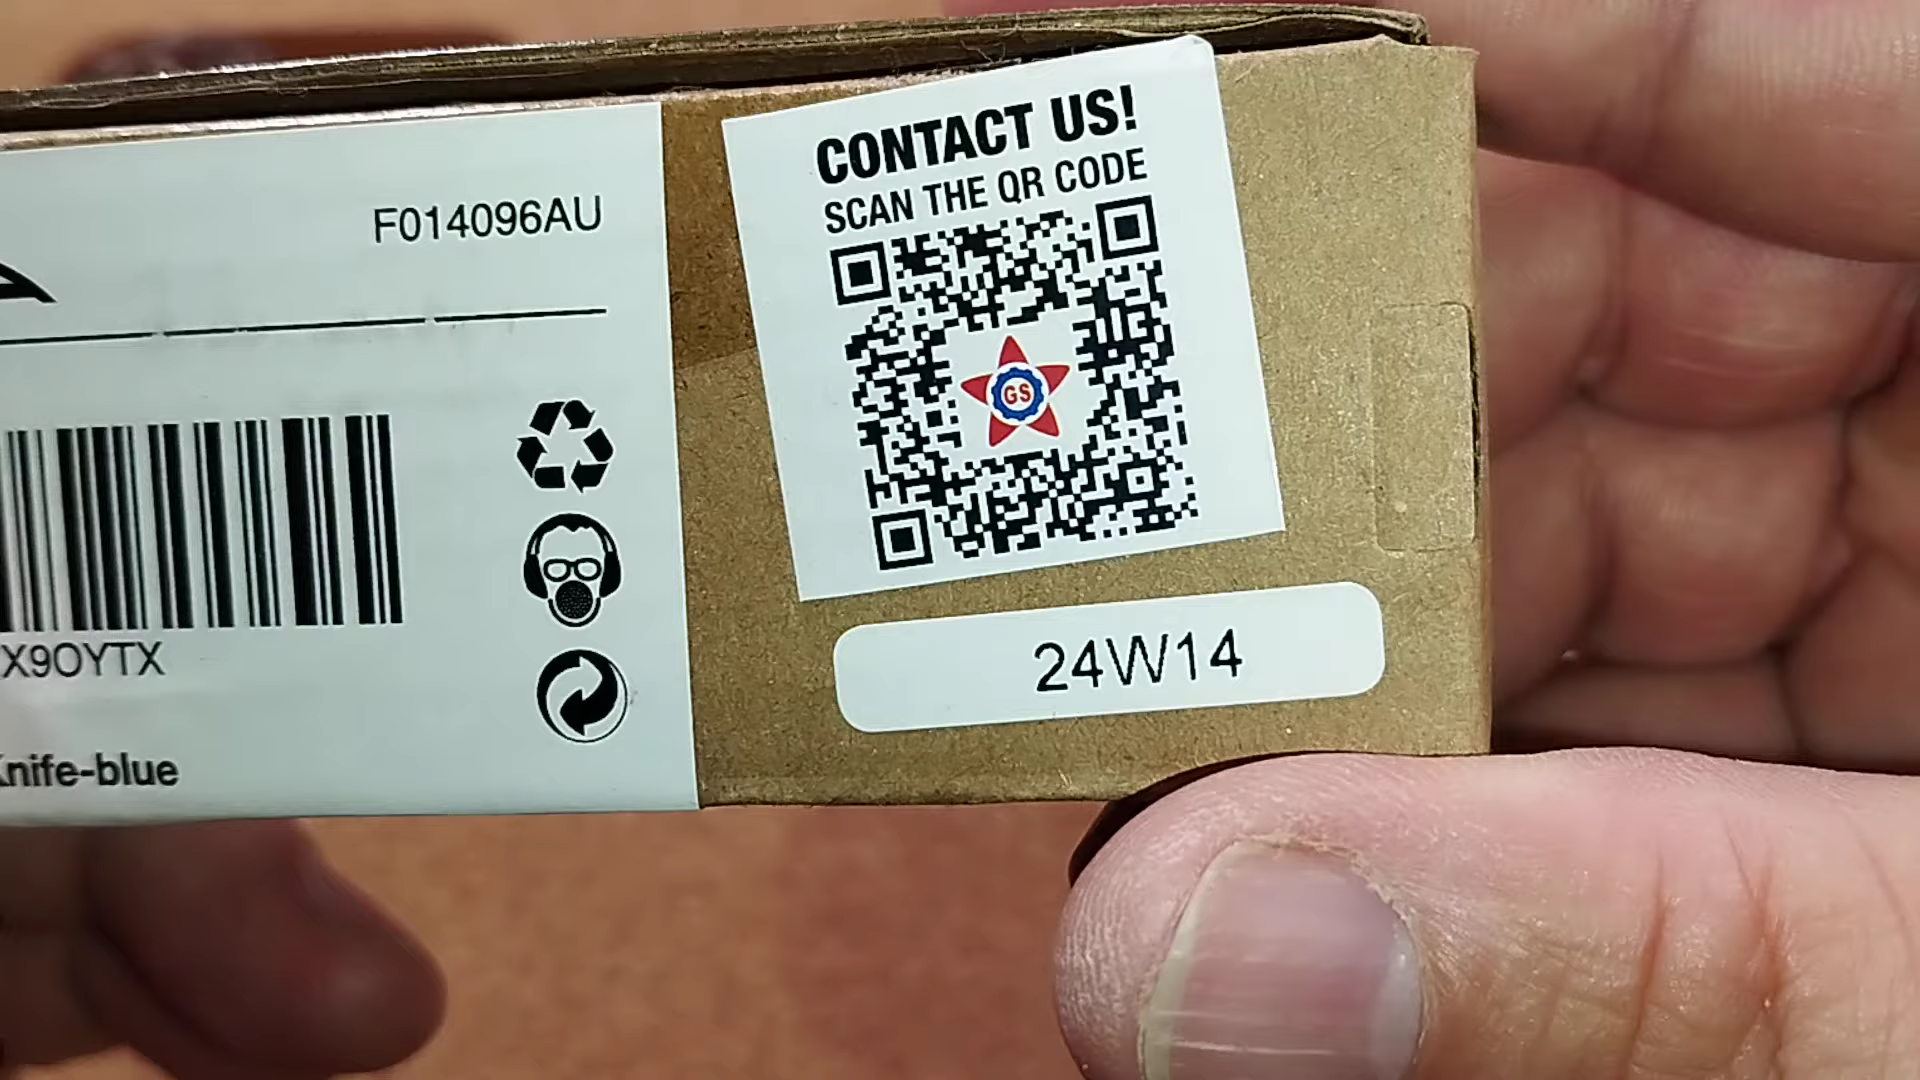 F014096AU
X9OYTX
Knife-blue
CONTACT US!
SCAN THE QR CODE
GS
24W14